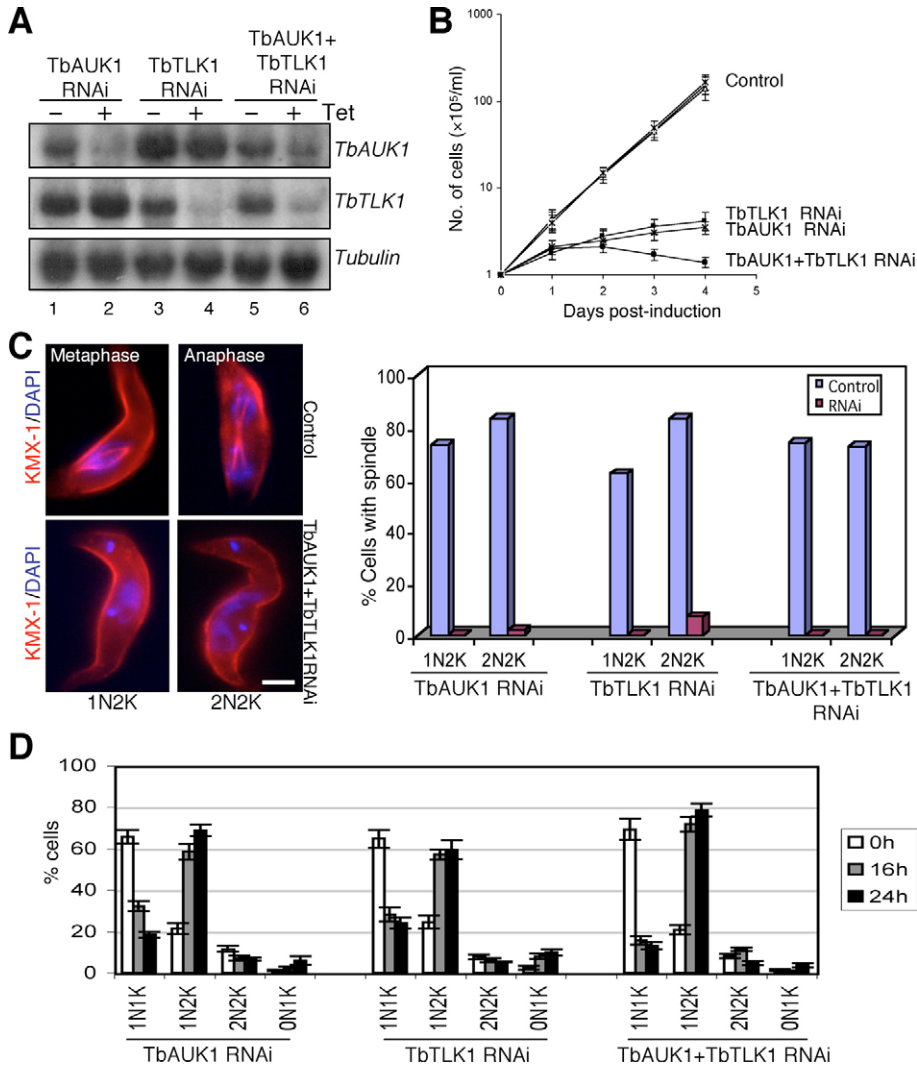 A
TbAUK1 RNAi
TbTLK1 RNAi
TbAUK1+ TbTLK1 RNAi
− + − + − + Tet
TbAUK1
TbTLK1
Tubulin
1 2 3 4 5 6
B
No. of cells (×10⁵/ml)
1000
100
10
1
0 1 2 3 4 5
Days post-induction
Control
TbTLK1 RNAi
TbAUK1 RNAi
TbAUK1+TbTLK1 RNAi
C
Metaphase
Anaphase
KMX-1/DAPI
Control
KMX-1/DAPI
TbAUK1+TbTLK1RNAi
1N2K
2N2K
% Cells with spindle
100
80
60
40
20
0
Control
RNAi
1N2K 2N2K 1N2K 2N2K 1N2K 2N2K
TbAUK1 RNAi
TbTLK1 RNAi
TbAUK1+TbTLK1
RNAi
D
% cells
100
80
60
40
20
0
0h
16h
24h
1N1K 1N2K 2N2K 0N1K 1N1K 1N2K 2N2K 0N1K 1N1K 1N2K 2N2K 0N1K
TbAUK1 RNAi
TbTLK1 RNAi
TbAUK1+TbTLK1 RNAi